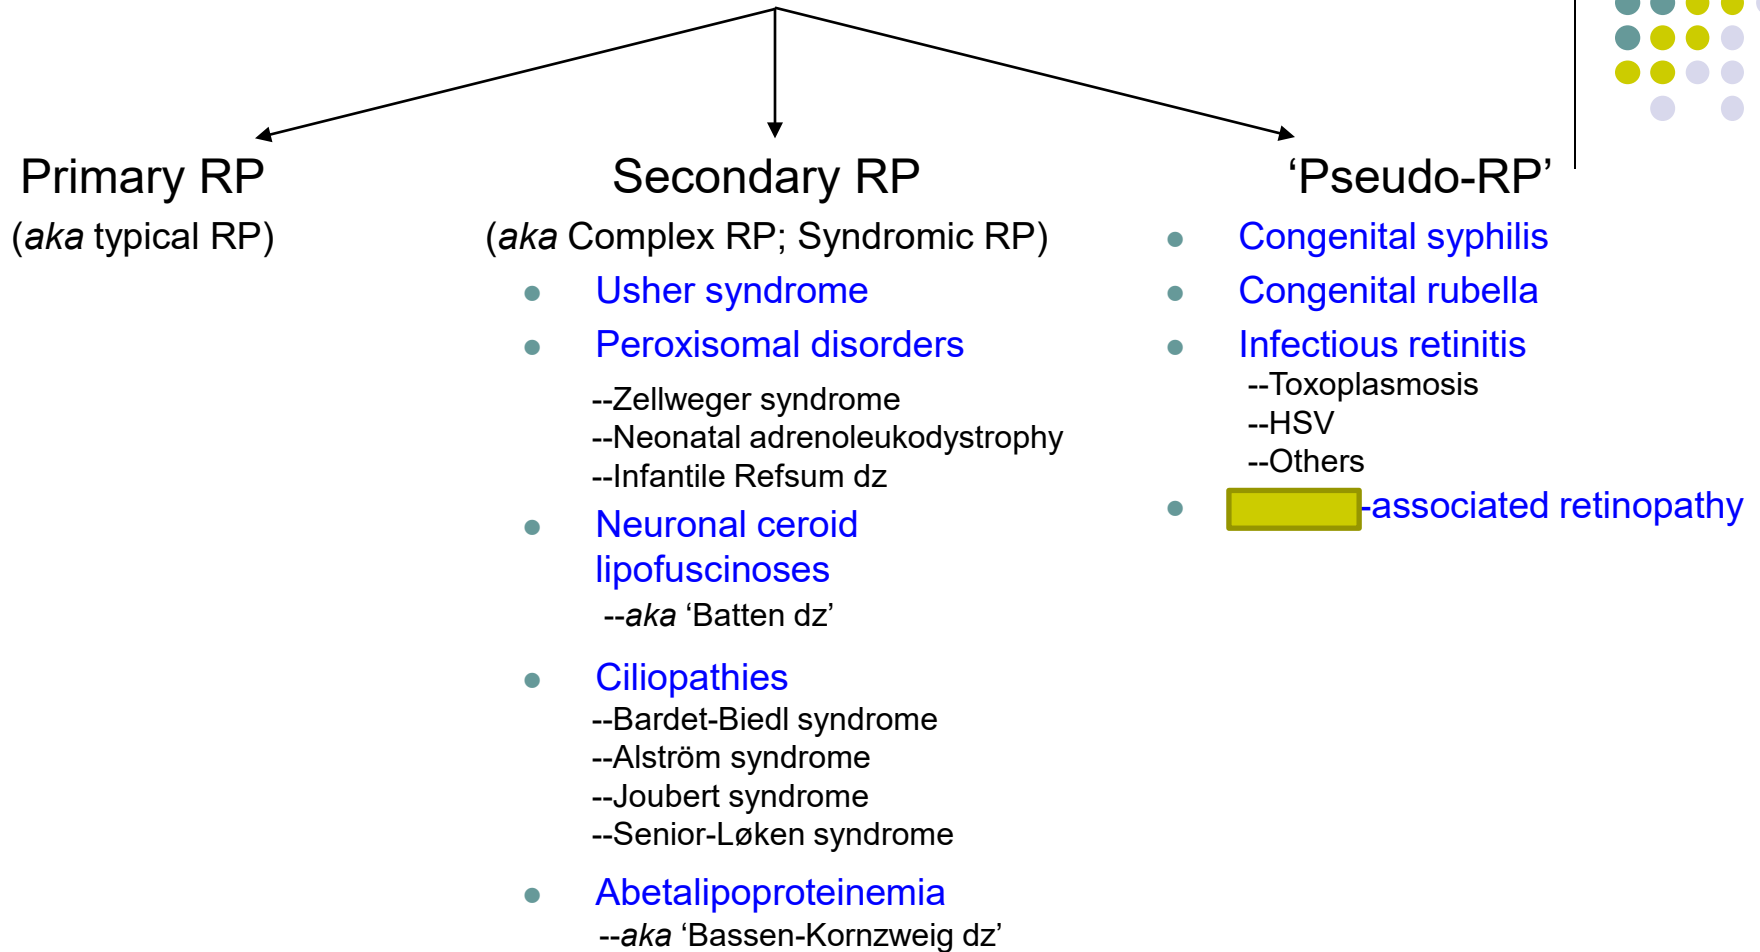 Primary RP
(aka typical RP)
Secondary RP
(aka Complex RP; Syndromic RP)
Usher syndrome
Peroxisomal disorders
--Zellweger syndrome
--Neonatal adrenoleukodystrophy
--Infantile Refsum dz
Neuronal ceroid
lipofuscinoses
--aka ‘Batten dz’
Ciliopathies
--Bardet-Biedl syndrome
--Alström syndrome
--Joubert syndrome
--Senior-Løken syndrome
Abetalipoproteinemia
--aka ‘Bassen-Kornzweig dz’
‘Pseudo-RP’
Congenital syphilis
Congenital rubella
Infectious retinitis
--Toxoplasmosis
--HSV
--Others
-associated retinopathy